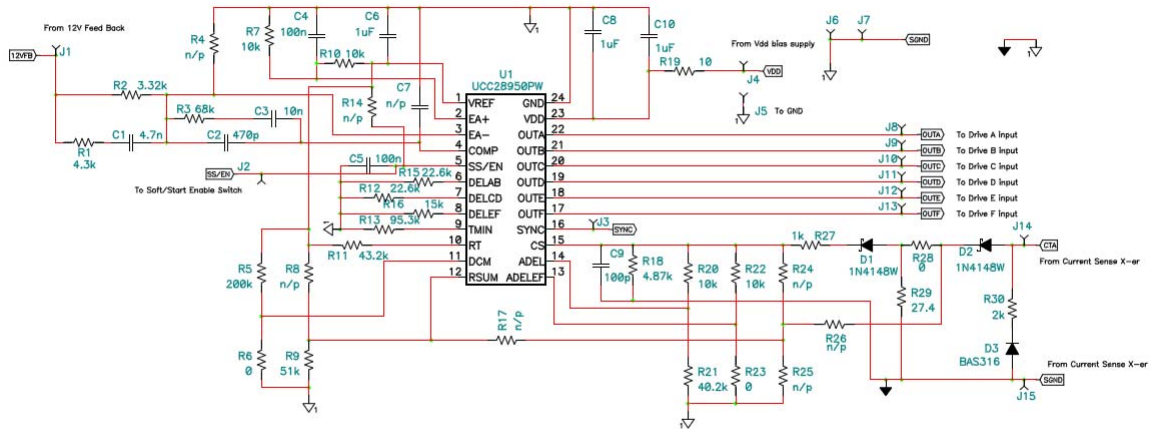 From 12V Feed Back
12VFB
J1
R4
n/p
R7
10k
C4
100n
C6
1uF
R10 10k
C8
1uF
C10
1uF
R19 10
From Vdd bias supply
J4
VDD
J5 To GND
J6
J7
SGND
1
1
1
1
R2 3.32k
R3 68k
C3 10n
R1
4.3k
C1 4.7n
C2 470p
R14
n/p
C7
n/p
J2
SS/EN
To Soft/Start Enable Switch
C5 100n
R15 22.6k
R12 22.6k
R16 15k
R13 95.3k
R11 43.2k
1
U1
UCC28950PW
1 VREF GND 24
2 EA+ VDD 23
3 EA- OUTA 22
4 COMP OUTB 21
5 SS/EN OUTC 20
6 DELAB OUTD 19
7 DELCD OUTE 18
8 DELEF OUTF 17
9 TMIN SYNC 16
10 RT CS 15
11 DCM ADEL 14
12 RSUM ADELEF 13
J8 OUTA To Drive A input
J9 OUTB To Drive B input
J10 OUTC To Drive C input
J11 OUTD To Drive D input
J12 OUTE To Drive E input
J13 OUTF To Drive F input
J3 SYNC
C9
100p
R18
4.87k
R20
10k
R22
10k
R24
n/p
1k R27
D1
1N4148W
R28
0
D2
1N4148W
J14
CTA
From Current Sense X-er
R29
27.4
R30
2k
D3
BAS316
R5
200k
R8
n/p
R6
0
R9
51k
1
R17
n/p
R26
n/p
R21
40.2k
R23
0
R25
n/p
1
From Current Sense X-er
SGND
J15